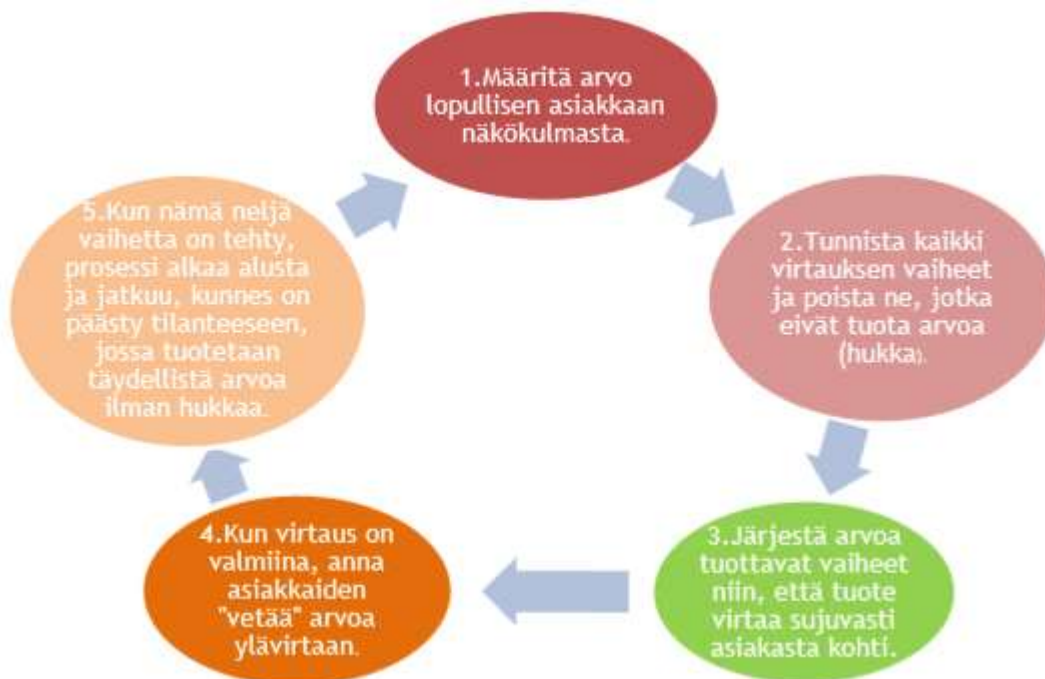 1.Määritä arvo
lopullisen asiakkaan
näkökulmasta.
2.Tunnista kaikki
virtauksen vaiheet
ja poista ne, jotka
eivät tuota arvoa
(hukka).
3.Järjestä arvoa
tuottavat vaiheet
niin, että tuote
virtaa sujuvasti
asiakasta kohti.
4.Kun virtaus on
valmiina, anna
asiakkaiden
"vetää" arvoa
ylävirtaan.
5.Kun nämä neljä
vaihetta on tehty,
prosessi alkaa alusta
ja jatkuu, kunnes on
päästy tilanteeseen,
jossa tuotetaan
täydellistä arvoa
ilman hukkaa.